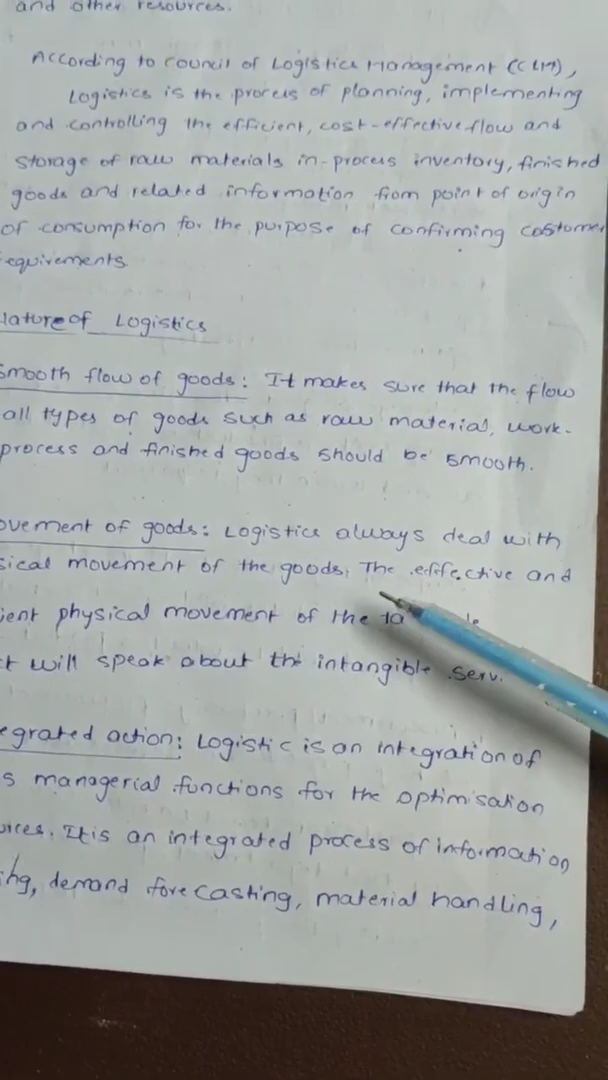 and other resources.
According to council of Logistics Management (CLM),
Logistics is the process of planning, implementing
and controlling the efficient, cost-effective flow and
storage of raw materials in-process inventory, finished
goods and related information from point of origin
of consumption for the purpose of confirming costomer
equirements.
Nature of Logistics
Smooth flow of goods: It makes sure that the flow
all types of goods such as raw material, work-
process and finished goods should be smooth.
ovement of goods: Logistics always deal with
sical movement of the goods. The effective and
ient physical movement of the ta
ct will speak about the intangible serv.
egrated action: Logistic is an integration of
s managerial functions for the optimisation
urces. It is an integrated process of information,
ing, demand forecasting, material handling,